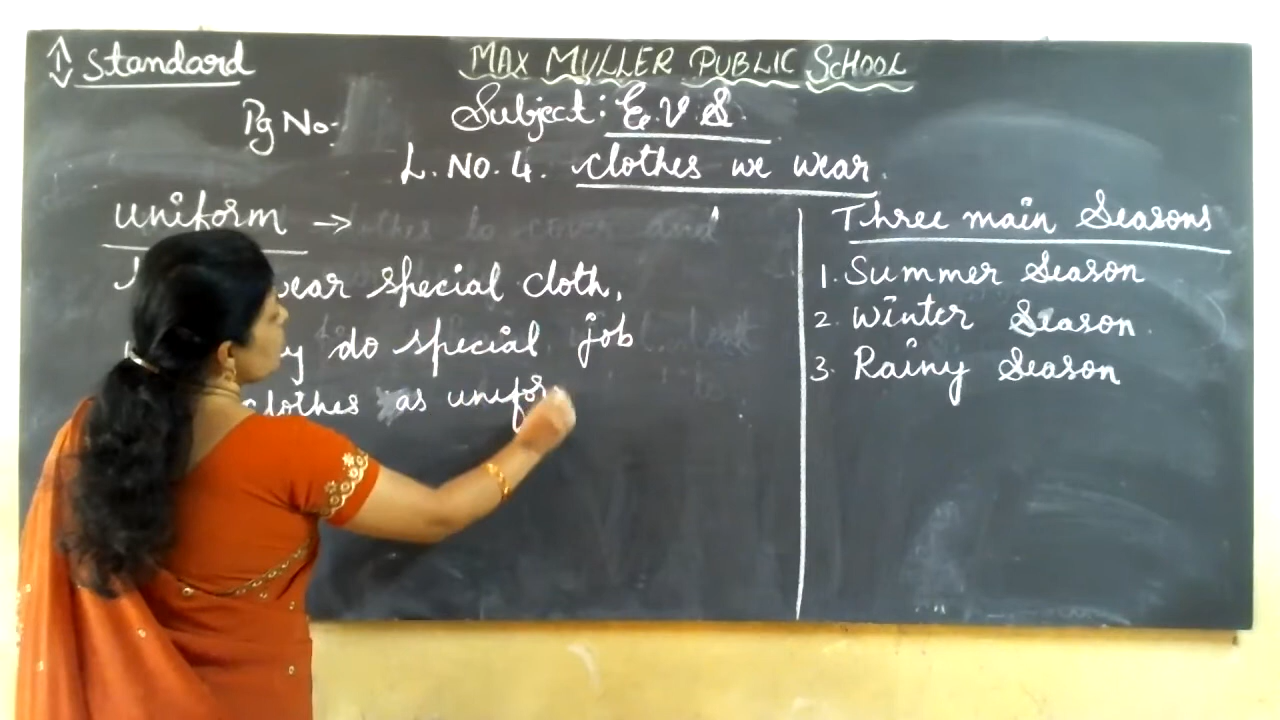 Standard
MAX MULLER PUBLIC SCHOOL
Pg No:-
Subject: E.V.S.
L. NO. 4. clothes we wear.
uniform →
wear special cloth,
do special job
clothes as unifor
Three main Seasons
1. Summer Season
2. Winter Season.
3. Rainy Season